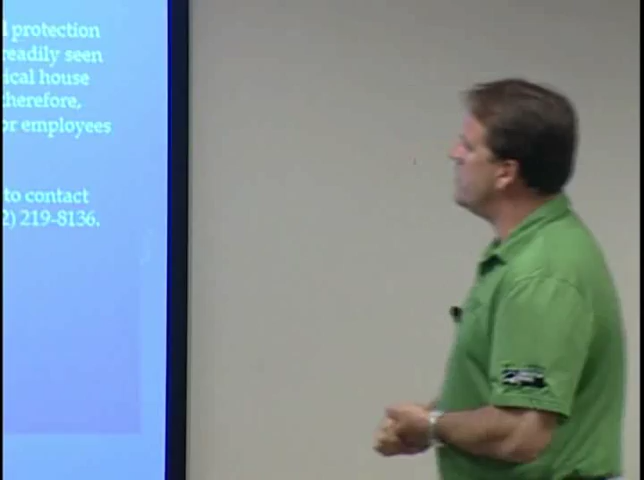 protection
readily seen
ical house
therefore,
or employees
to contact
2) 219-8136.